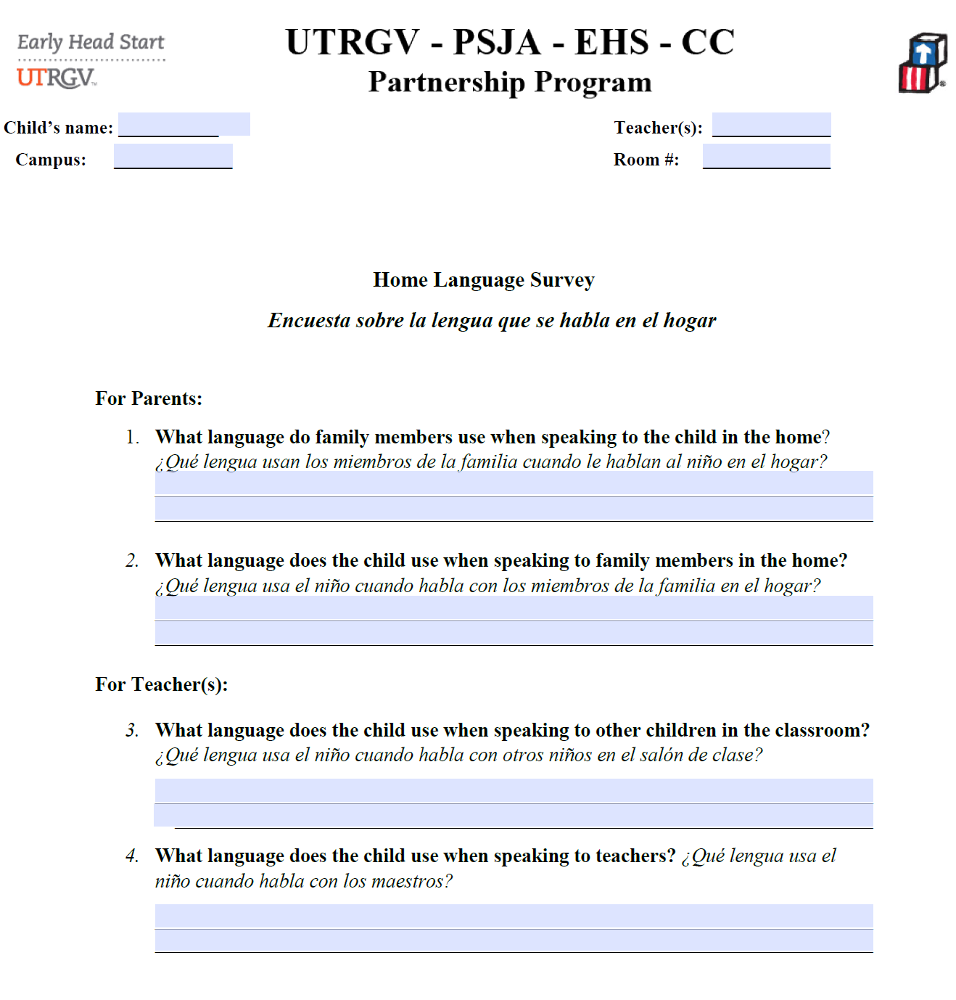 Early Head Start
UTRGV™
UTRGV - PSJA - EHS - CC
Partnership Program
®
Child’s name:
Teacher(s):
Campus:
Room #:
Home Language Survey
Encuesta sobre la lengua que se habla en el hogar
For Parents:
1. What language do family members use when speaking to the child in the home?
¿Qué lengua usan los miembros de la familia cuando le hablan al niño en el hogar?
2. What language does the child use when speaking to family members in the home?
¿Qué lengua usa el niño cuando habla con los miembros de la familia en el hogar?
For Teacher(s):
3. What language does the child use when speaking to other children in the classroom?
¿Qué lengua usa el niño cuando habla con otros niños en el salón de clase?
4. What language does the child use when speaking to teachers? ¿Qué lengua usa el
niño cuando habla con los maestros?